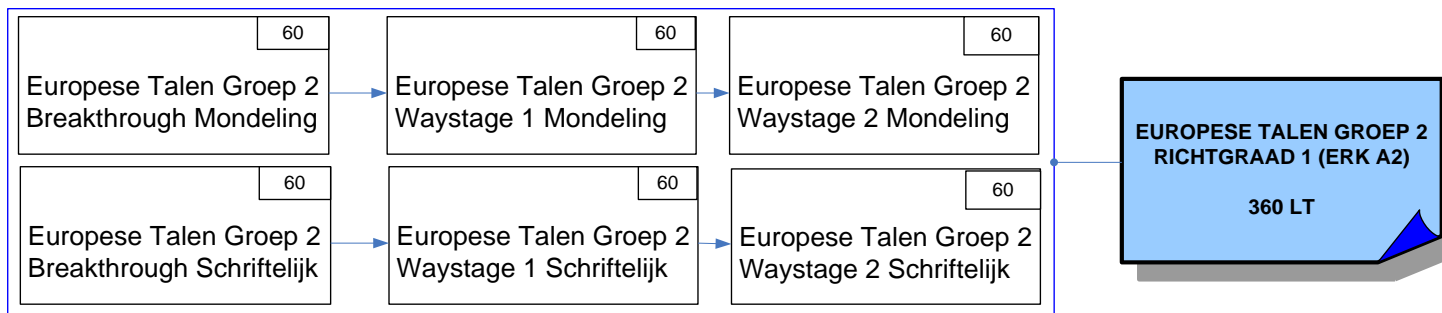 60
Europese Talen Groep 2
Breakthrough Mondeling
60
Europese Talen Groep 2
Waystage 1 Mondeling
60
Europese Talen Groep 2
Waystage 2 Mondeling
60
Europese Talen Groep 2
Breakthrough Schriftelijk
60
Europese Talen Groep 2
Waystage 1 Schriftelijk
60
Europese Talen Groep 2
Waystage 2 Schriftelijk
EUROPESE TALEN GROEP 2
RICHTGRAAD 1 (ERK A2)
360 LT